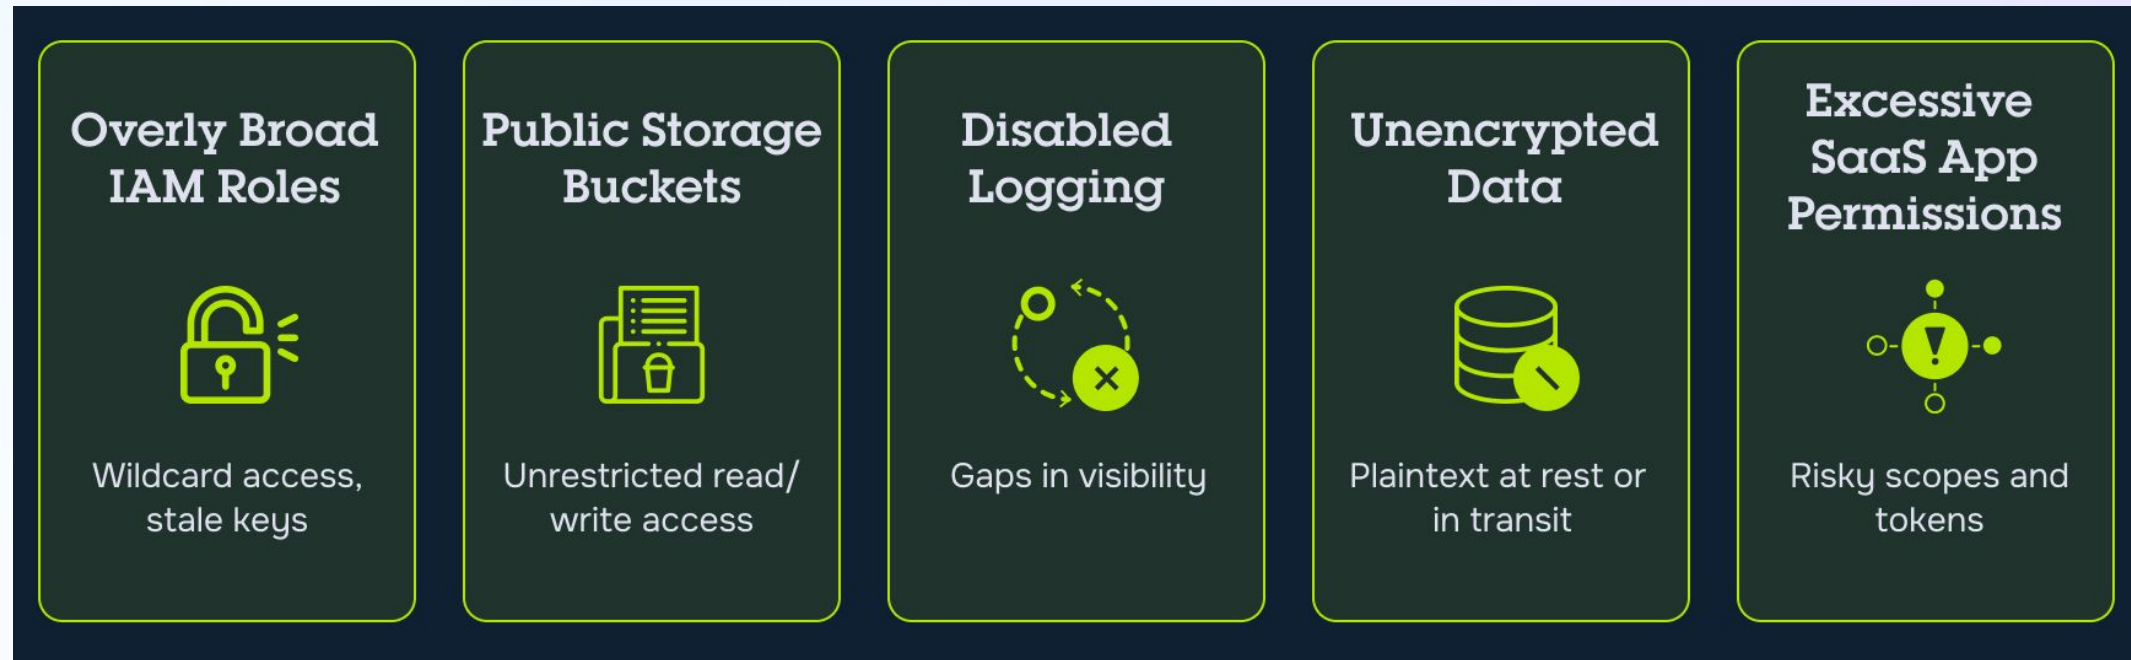 Overly Broad
IAM Roles
Wildcard access,
stale keys
Public Storage
Buckets
Unrestricted read/
write access
Disabled
Logging
Gaps in visibility
Unencrypted
Data
Plaintext at rest or
in transit
Excessive
SaaS App
Permissions
Risky scopes and
tokens